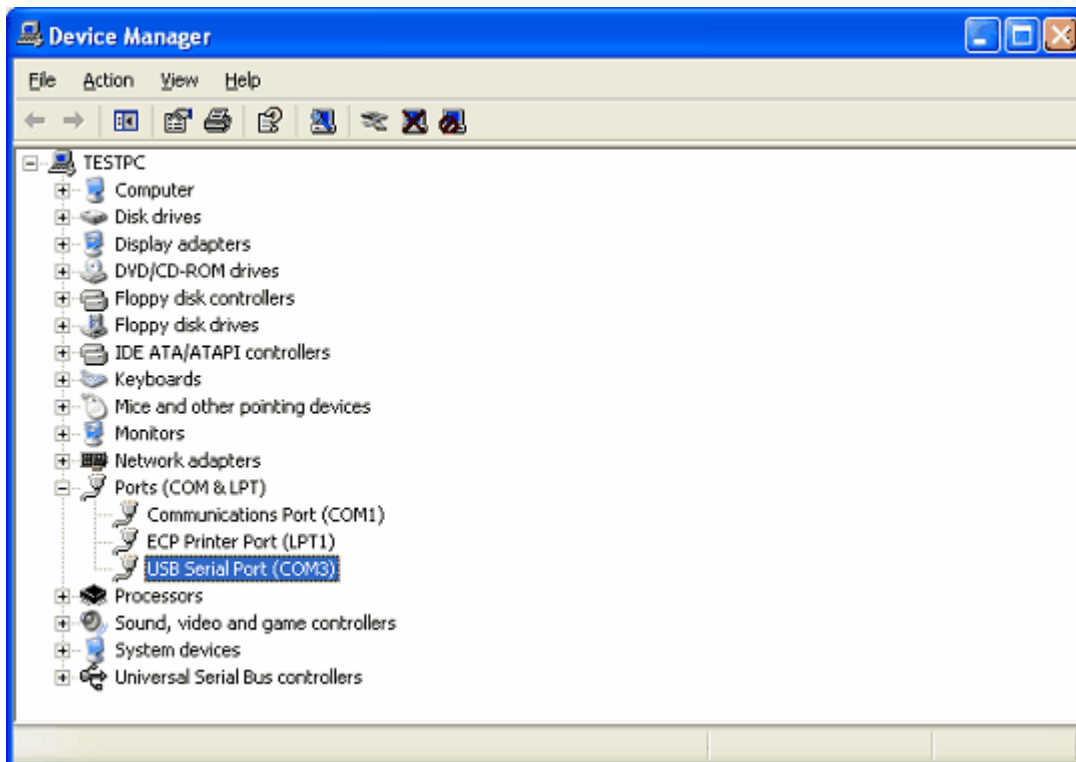 Device Manager
File Action View Help
TESTPC
Computer
Disk drives
Display adapters
DVD/CD-ROM drives
Floppy disk controllers
Floppy disk drives
IDE ATA/ATAPI controllers
Keyboards
Mice and other pointing devices
Monitors
Network adapters
Ports (COM & LPT)
Communications Port (COM1)
ECP Printer Port (LPT1)
USB Serial Port (COM3)
Processors
Sound, video and game controllers
System devices
Universal Serial Bus controllers